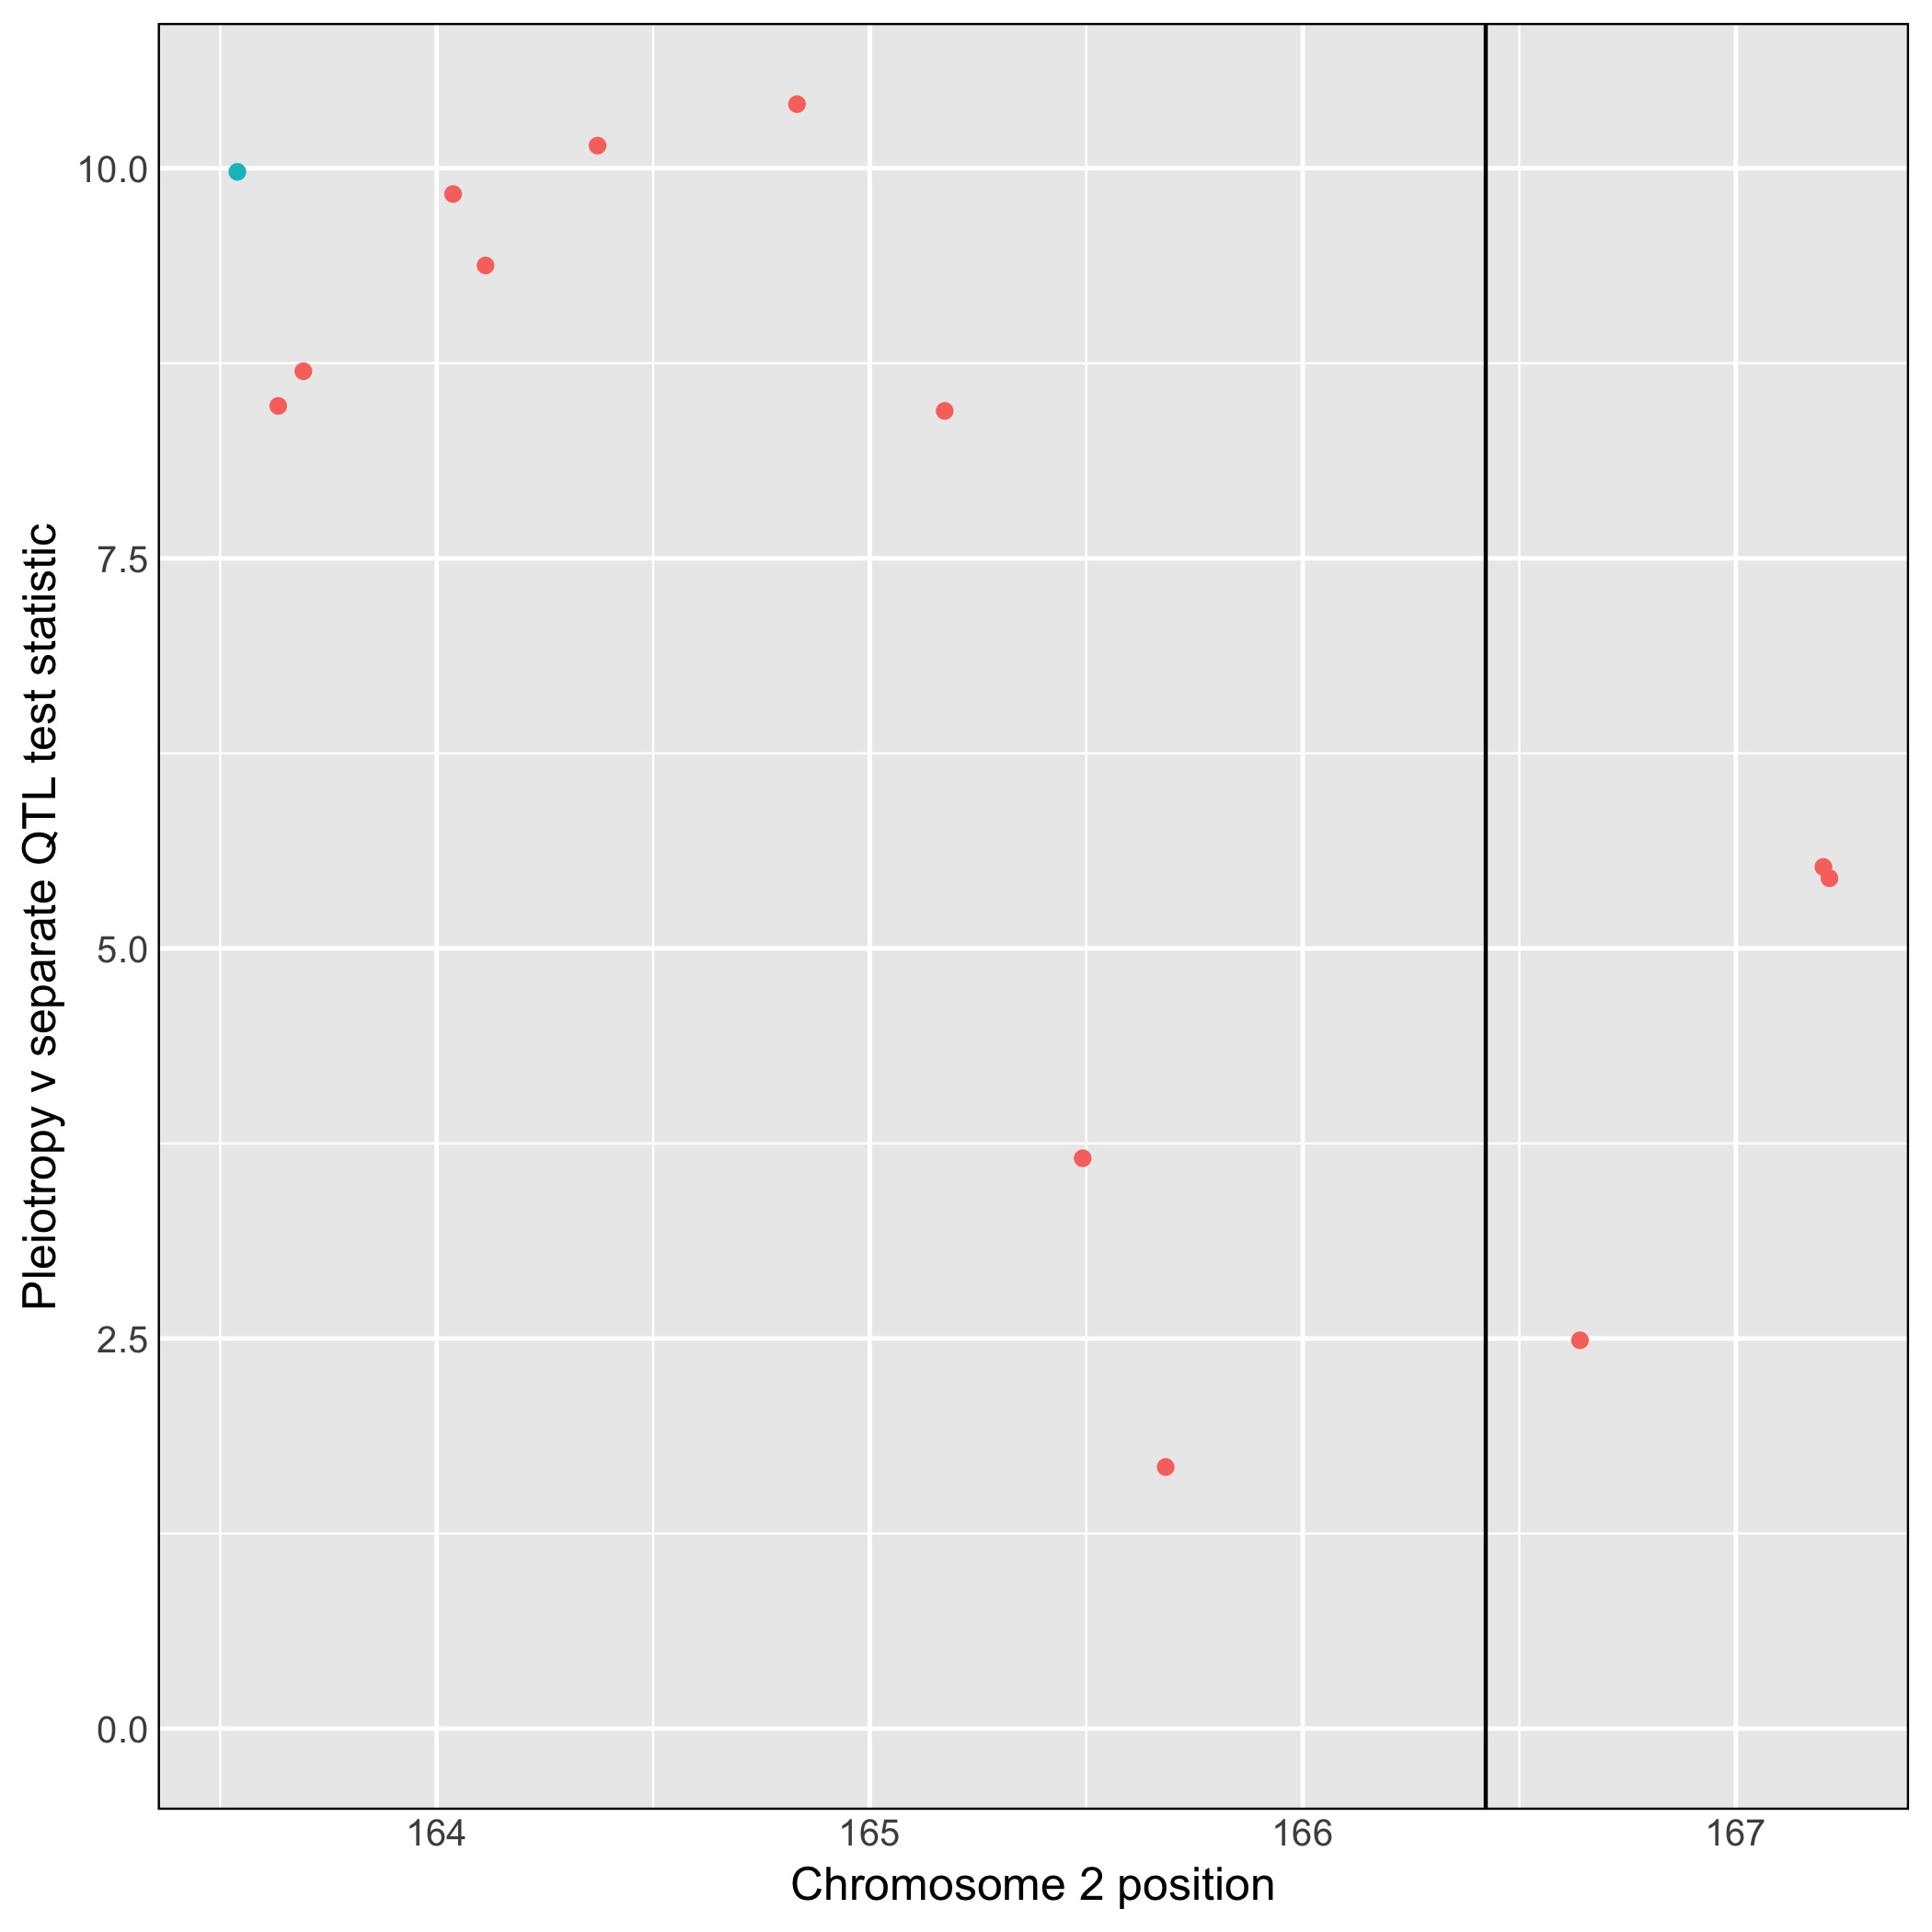 Pleiotropy v separate QTL test statistic
10.0
7.5
5.0
2.5
0.0
164 165 166 167
Chromosome 2 position